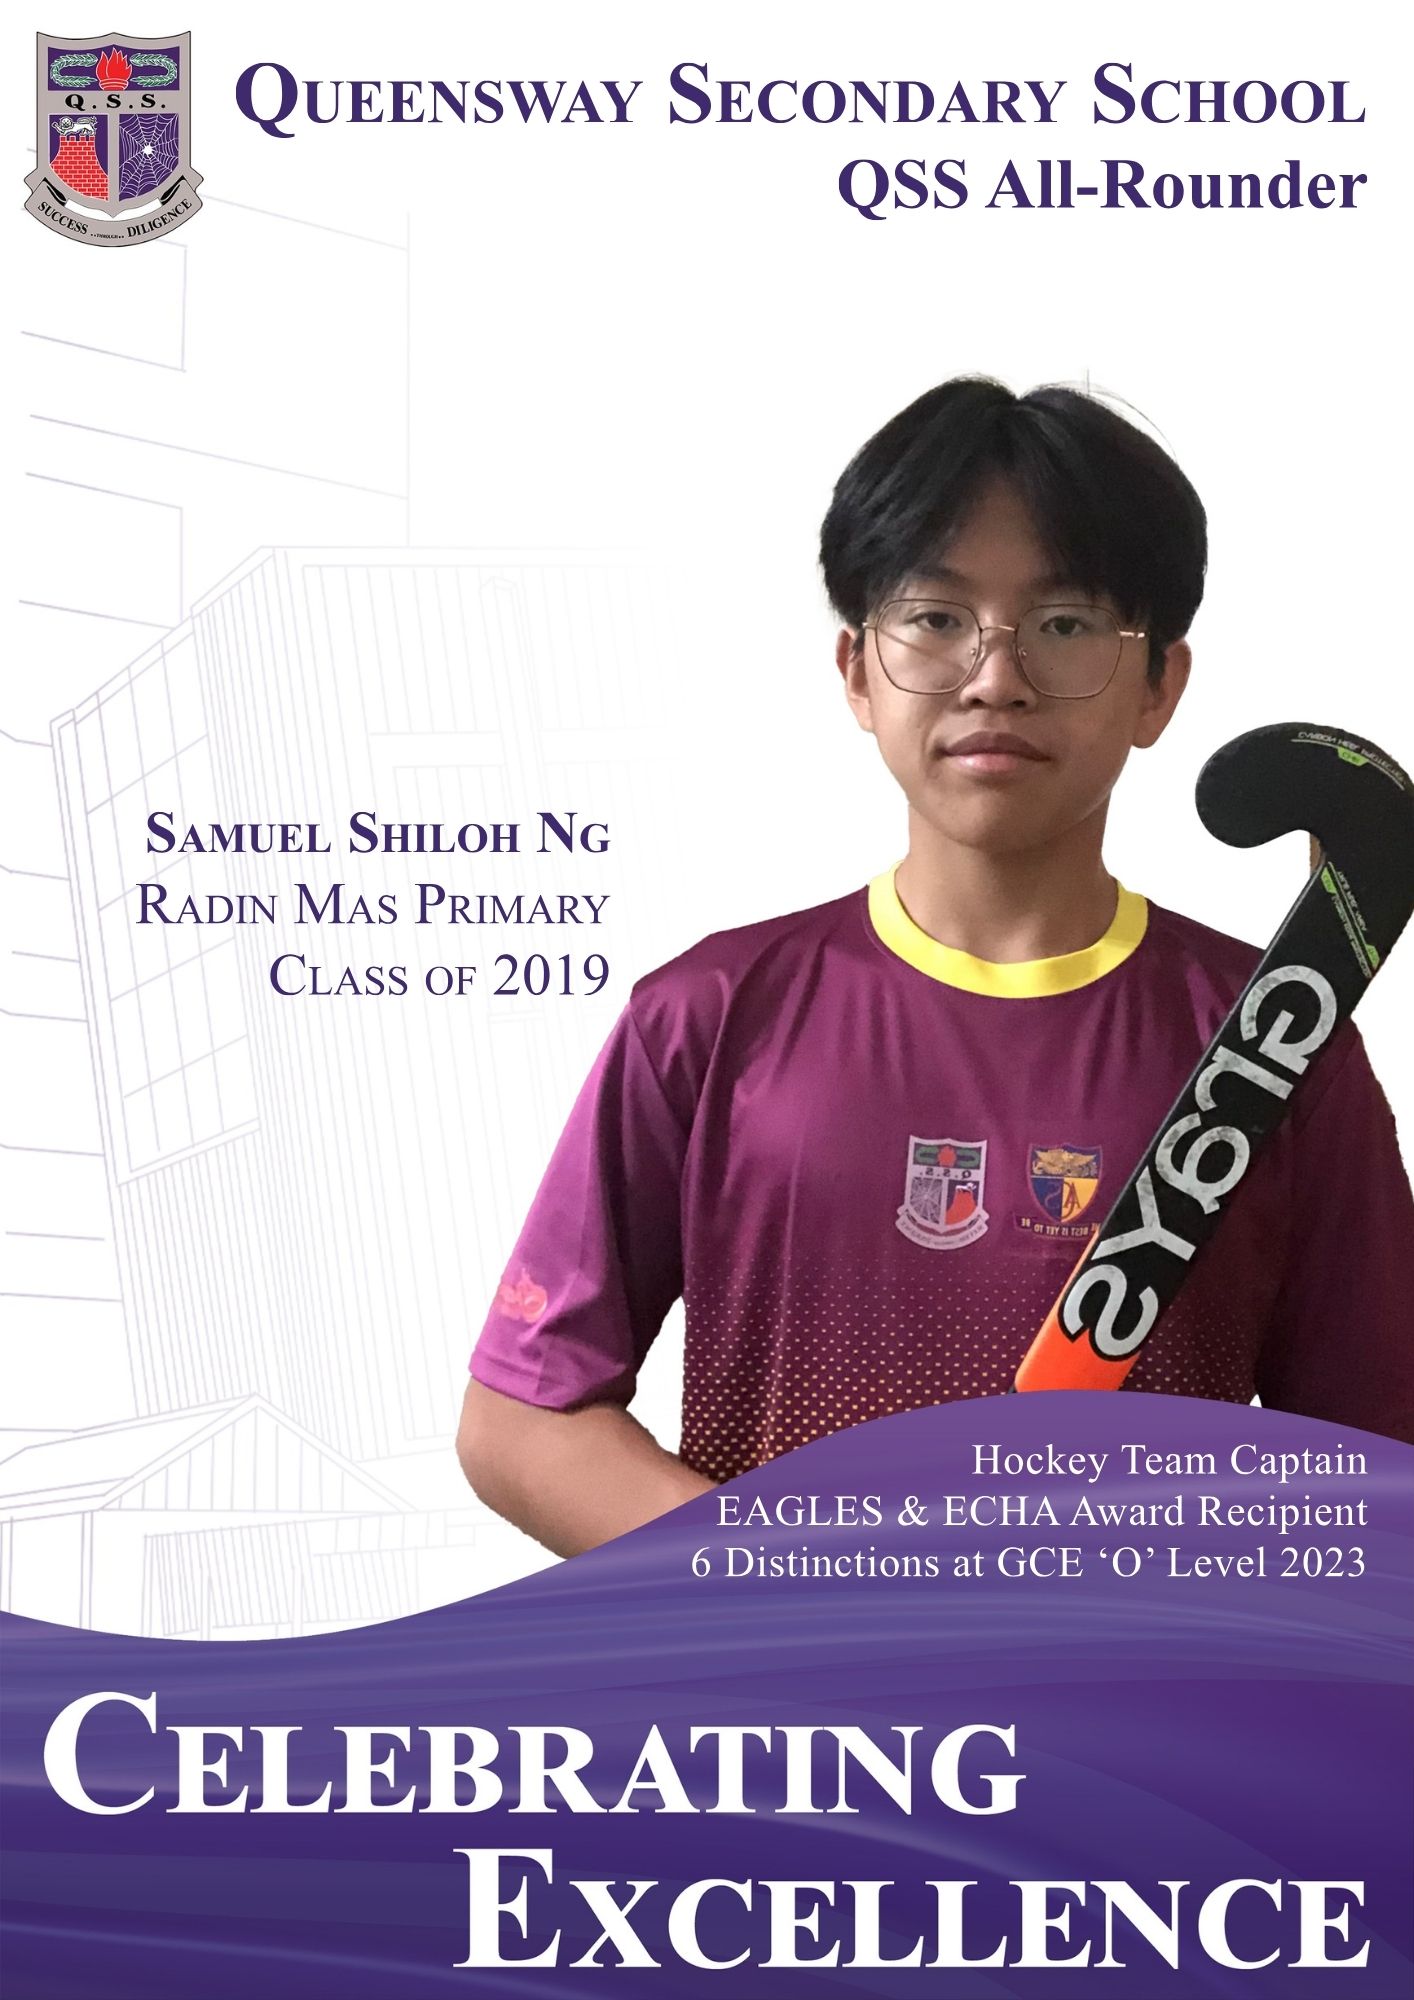 Q.S.S.
SUCCESS ..THROUGH.. DILIGENCE
QUEENSWAY SECONDARY SCHOOL
QSS All-Rounder
SAMUEL SHILOH NG
RADIN MAS PRIMARY
CLASS OF 2019
GRAYS
Q.S.S.
Hockey Team Captain
EAGLES & ECHA Award Recipient
6 Distinctions at GCE ‘O’ Level 2023
CELEBRATING
EXCELLENCE